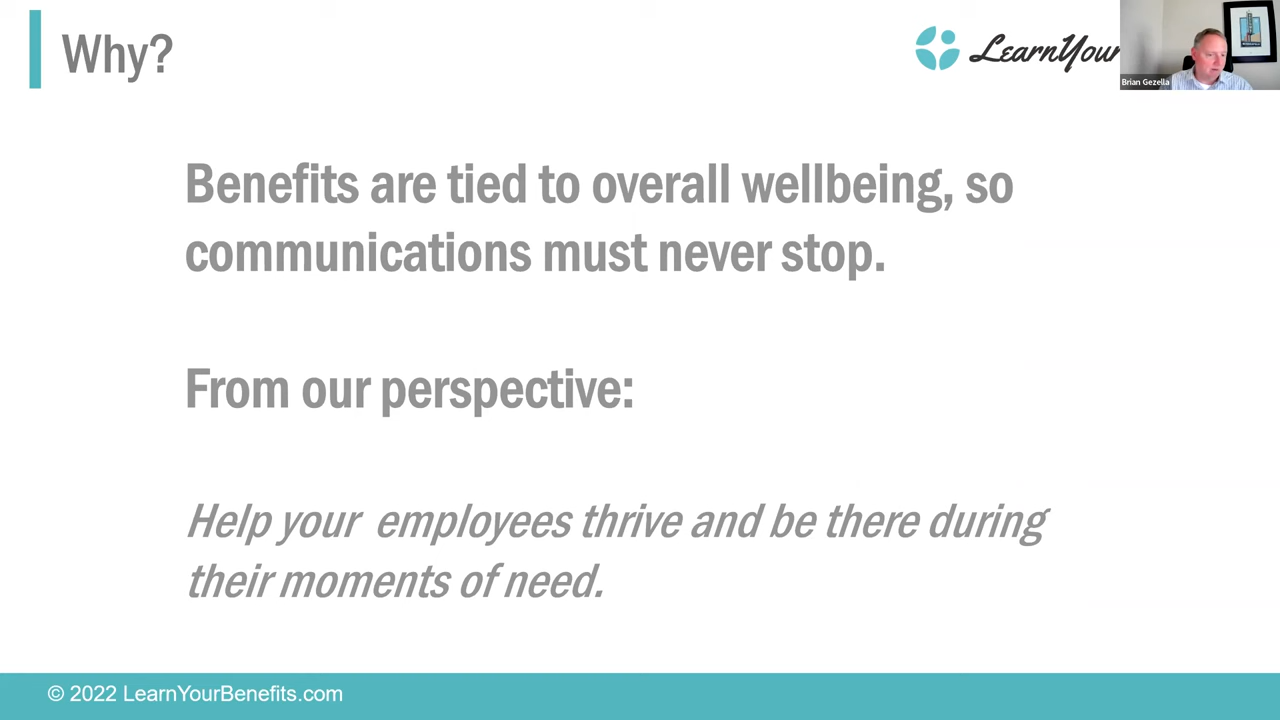 Why?
LearnYour
Brian Gezella
Benefits are tied to overall wellbeing, so
communications must never stop.
From our perspective:
Help your employees thrive and be there during
their moments of need.
© 2022 LearnYourBenefits.com